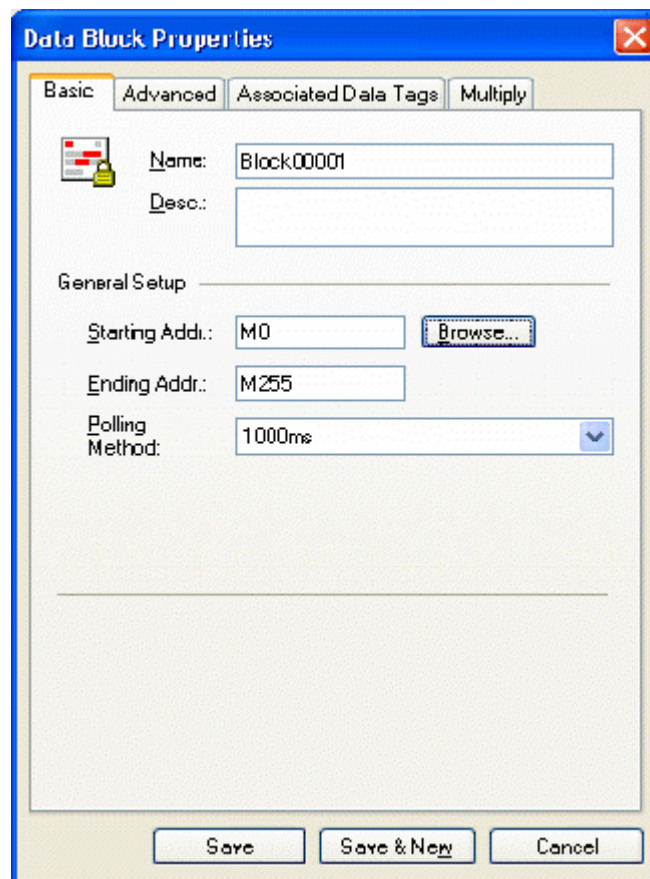 Data Block Properties
Basic Advanced Associated Data Tags Multiply
Name: Block00001
Desc.:
General Setup
Starting Addr.: M0 Browse...
Ending Addr.: M255
Polling Method: 1000ms
Save Save & New Cancel